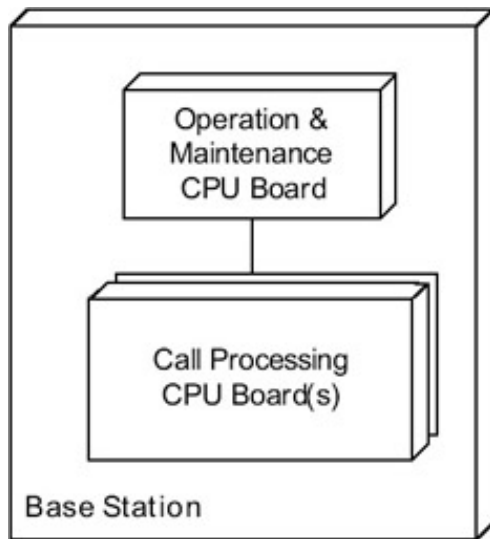 Operation &
Maintenance
CPU Board
Call Processing
CPU Board(s)
Base Station